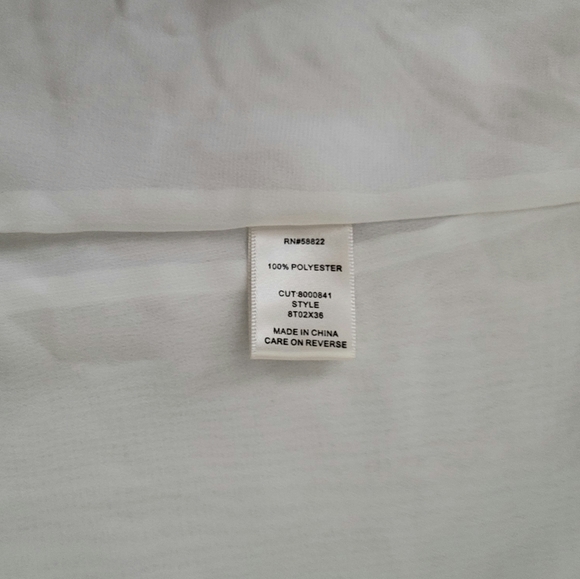 RN#58822
100% POLYESTER
CUT:8000841
STYLE
8T02X36
MADE IN CHINA
CARE ON REVERSE